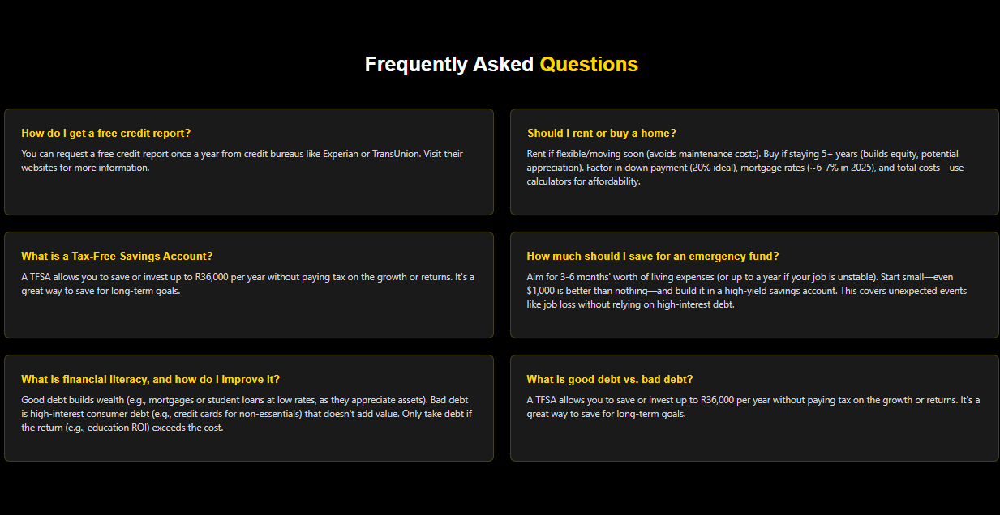 Frequently Asked Questions
How do I get a free credit report?
You can request a free credit report once a year from credit bureaus like Experian or TransUnion. Visit their
websites for more information.
Should I rent or buy a home?
Rent if flexible/moving soon (avoids maintenance costs). Buy if staying 5+ years (builds equity, potential
appreciation). Factor in down payment (20% ideal), mortgage rates (~6-7% in 2025), and total costs—use
calculators for affordability.
What is a Tax-Free Savings Account?
A TFSA allows you to save or invest up to R36,000 per year without paying tax on the growth or returns. It's a
great way to save for long-term goals.
How much should I save for an emergency fund?
Aim for 3-6 months' worth of living expenses (or up to a year if your job is unstable). Start small—even
$1,000 is better than nothing—and build it in a high-yield savings account. This covers unexpected events
like job loss without relying on high-interest debt.
What is financial literacy, and how do I improve it?
Good debt builds wealth (e.g., mortgages or student loans at low rates, as they appreciate assets). Bad debt
is high-interest consumer debt (e.g., credit cards for non-essentials) that doesn't add value. Only take debt if
the return (e.g., education ROI) exceeds the cost.
What is good debt vs. bad debt?
A TFSA allows you to save or invest up to R36,000 per year without paying tax on the growth or returns. It's a
great way to save for long-term goals.